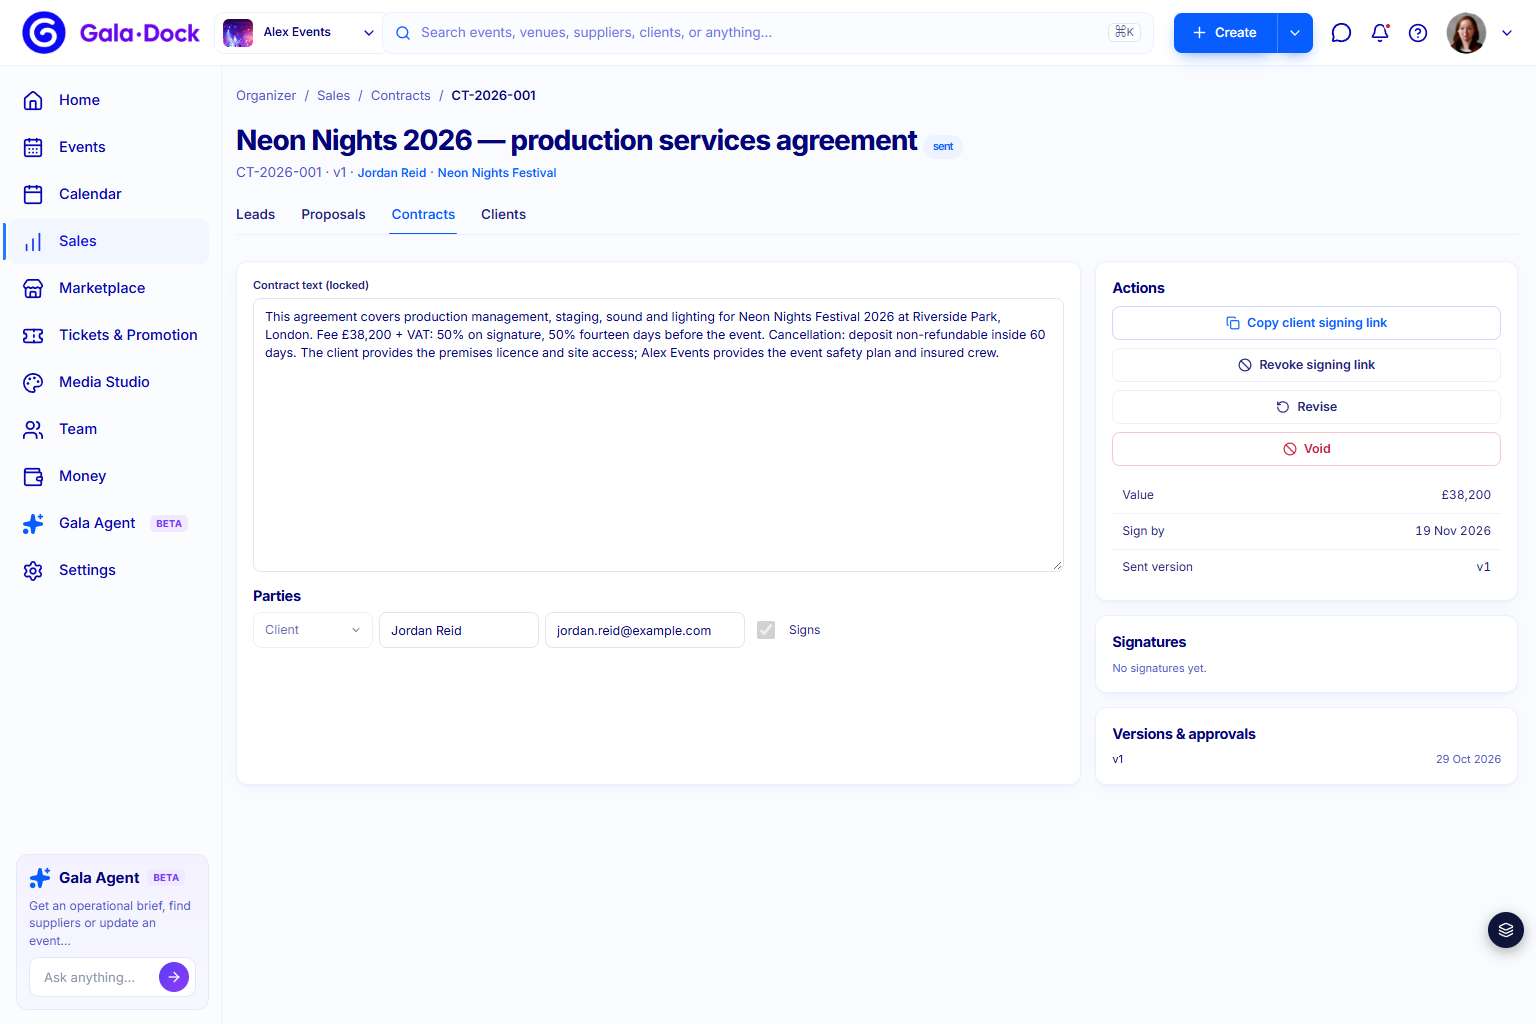 Gala·Dock
Alex Events
Search events, venues, suppliers, clients, or anything...
⌘K
Create
Home
Events
Calendar
Sales
Marketplace
Tickets & Promotion
Media Studio
Team
Money
Gala Agent BETA
Settings
Gala Agent BETA
Get an operational brief, find
suppliers or update an
event...
Ask anything...
Organizer / Sales / Contracts / CT-2026-001
Neon Nights 2026 — production services agreement sent
CT-2026-001 · v1 · Jordan Reid · Neon Nights Festival
Leads Proposals Contracts Clients
Contract text (locked)
This agreement covers production management, staging, sound and lighting for Neon Nights Festival 2026 at Riverside Park,
London. Fee £38,200 + VAT: 50% on signature, 50% fourteen days before the event. Cancellation: deposit non-refundable inside 60
days. The client provides the premises licence and site access; Alex Events provides the event safety plan and insured crew.
Parties
Client Jordan Reid jordan.reid@example.com Signs
Actions
Copy client signing link
Revoke signing link
Revise
Void
Value £38,200
Sign by 19 Nov 2026
Sent version v1
Signatures
No signatures yet.
Versions & approvals
v1 29 Oct 2026